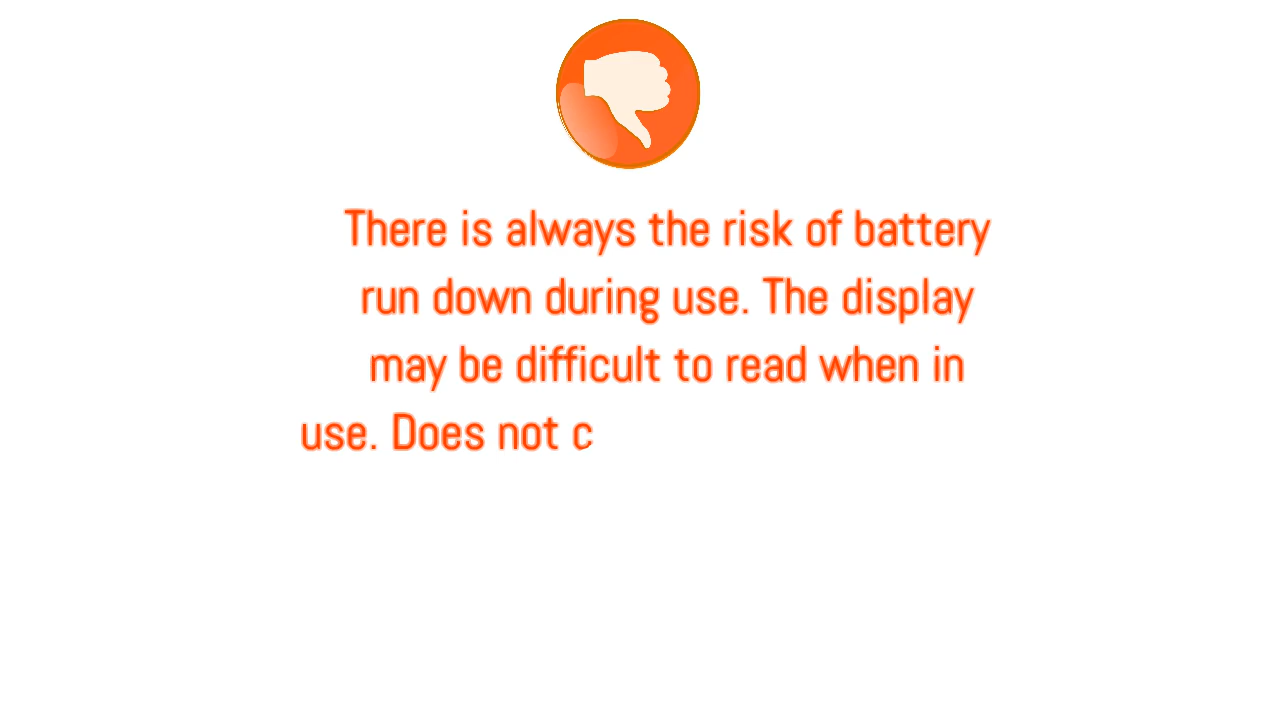 There is always the risk of battery
run down during use. The display
may be difficult to read when in
use. Does not c